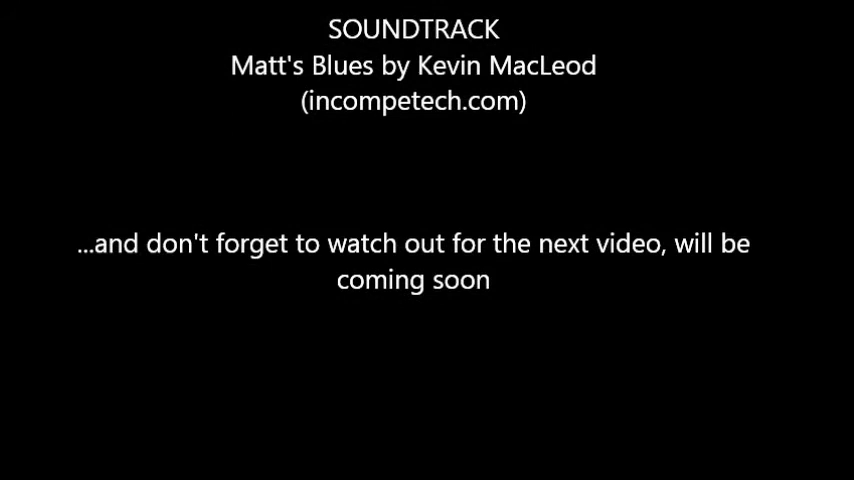 SOUNDTRACK
Matt's Blues by Kevin MacLeod
(incompetech.com)
...and don't forget to watch out for the next video, will be
coming soon